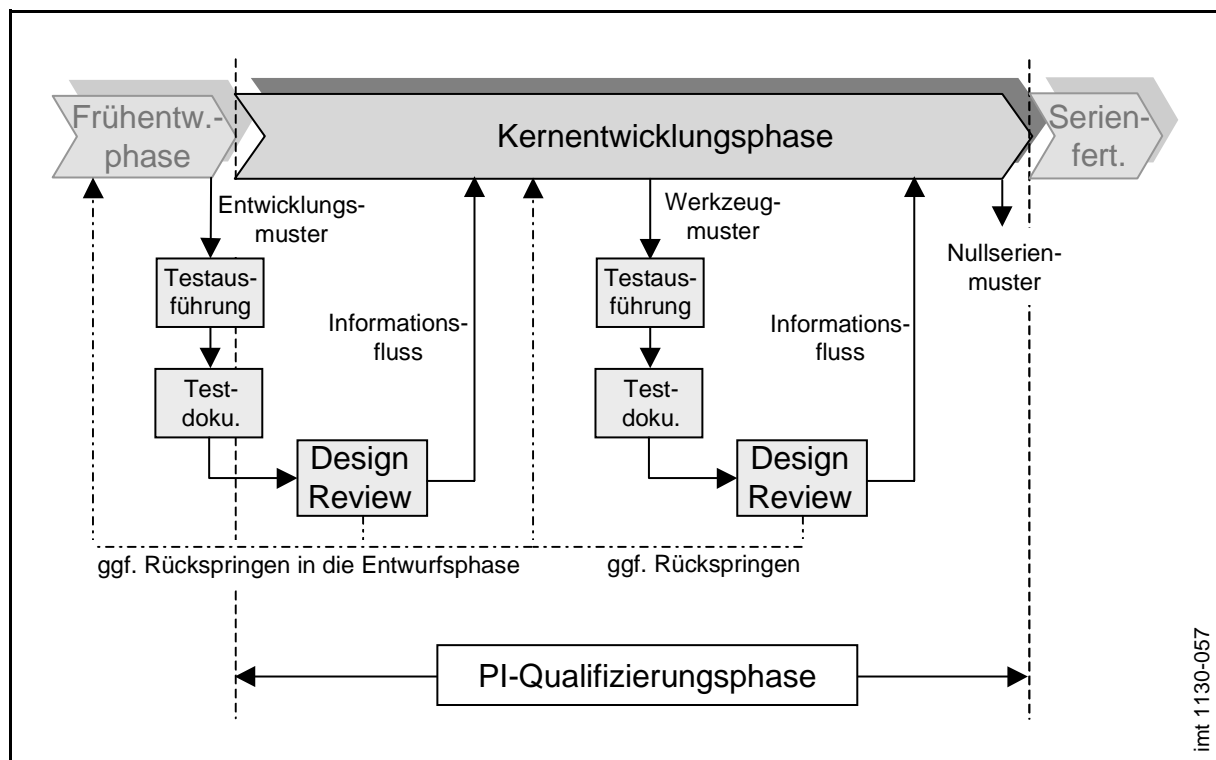 Frühentw.-
phase
Kernentwicklungsphase
Serien-
fert.
Entwicklungs-
muster
Werkzeug-
muster
Nullserien-
muster
Testaus-
führung
Informations-
fluss
Testaus-
führung
Informations-
fluss
Test-
doku.
Test-
doku.
Design
Review
Design
Review
ggf. Rückspringen in die Entwurfsphase
ggf. Rückspringen
PI-Qualifizierungsphase
imt 1130-057